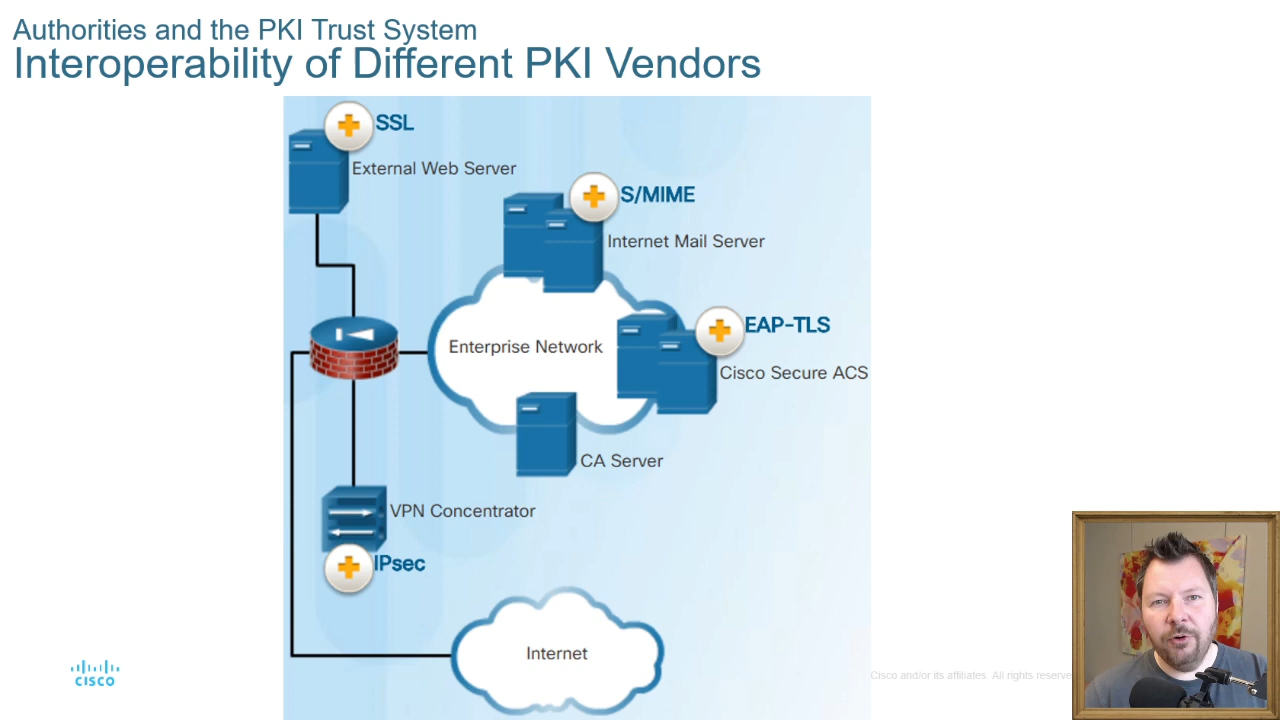 Authorities and the PKI Trust System
Interoperability of Different PKI Vendors
SSL
External Web Server
S/MIME
Internet Mail Server
EAP-TLS
Enterprise Network
Cisco Secure ACS
CA Server
VPN Concentrator
IPsec
Internet
CISCO
Cisco and/or its affiliates. All rights reserve